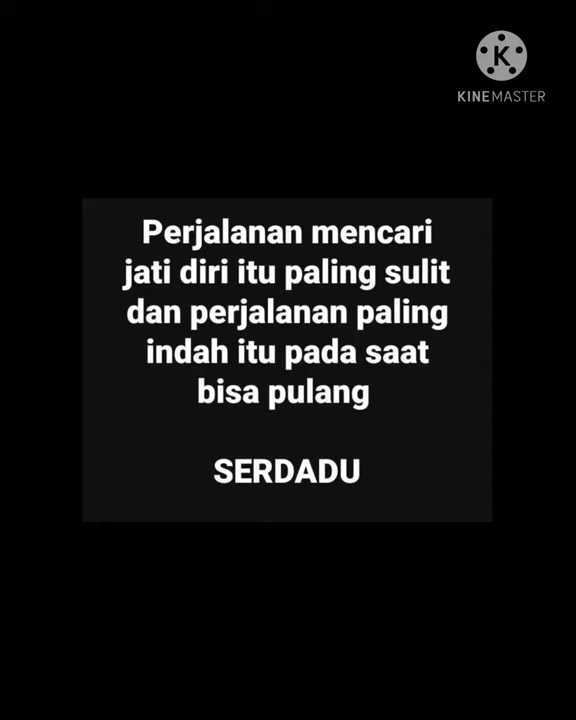 K
KINEMASTER
Perjalanan mencari
jati diri itu paling sulit
dan perjalanan paling
indah itu pada saat
bisa pulang
SERDADU